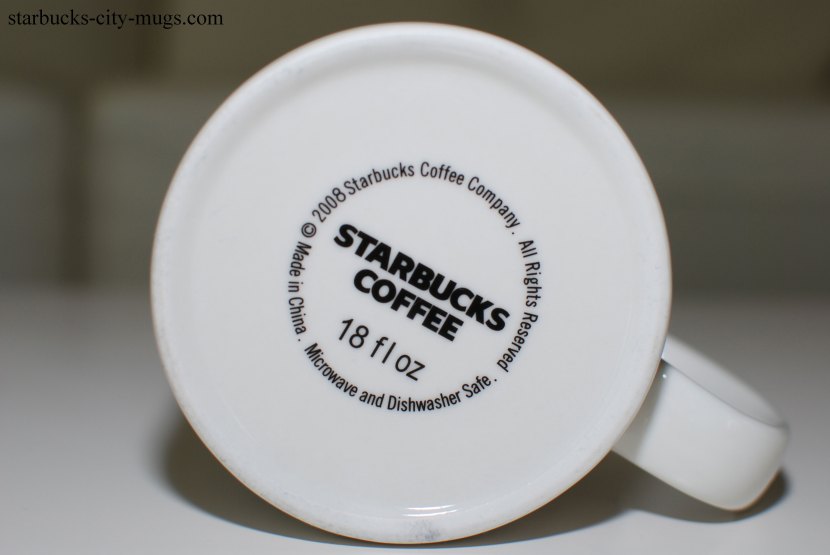 starbucks-city-mugs.com
© 2008 Starbucks Coffee Company. All Rights Reserved
STARBUCKS
COFFEE
18 fl oz
Made in China. Microwave and Dishwasher Safe.